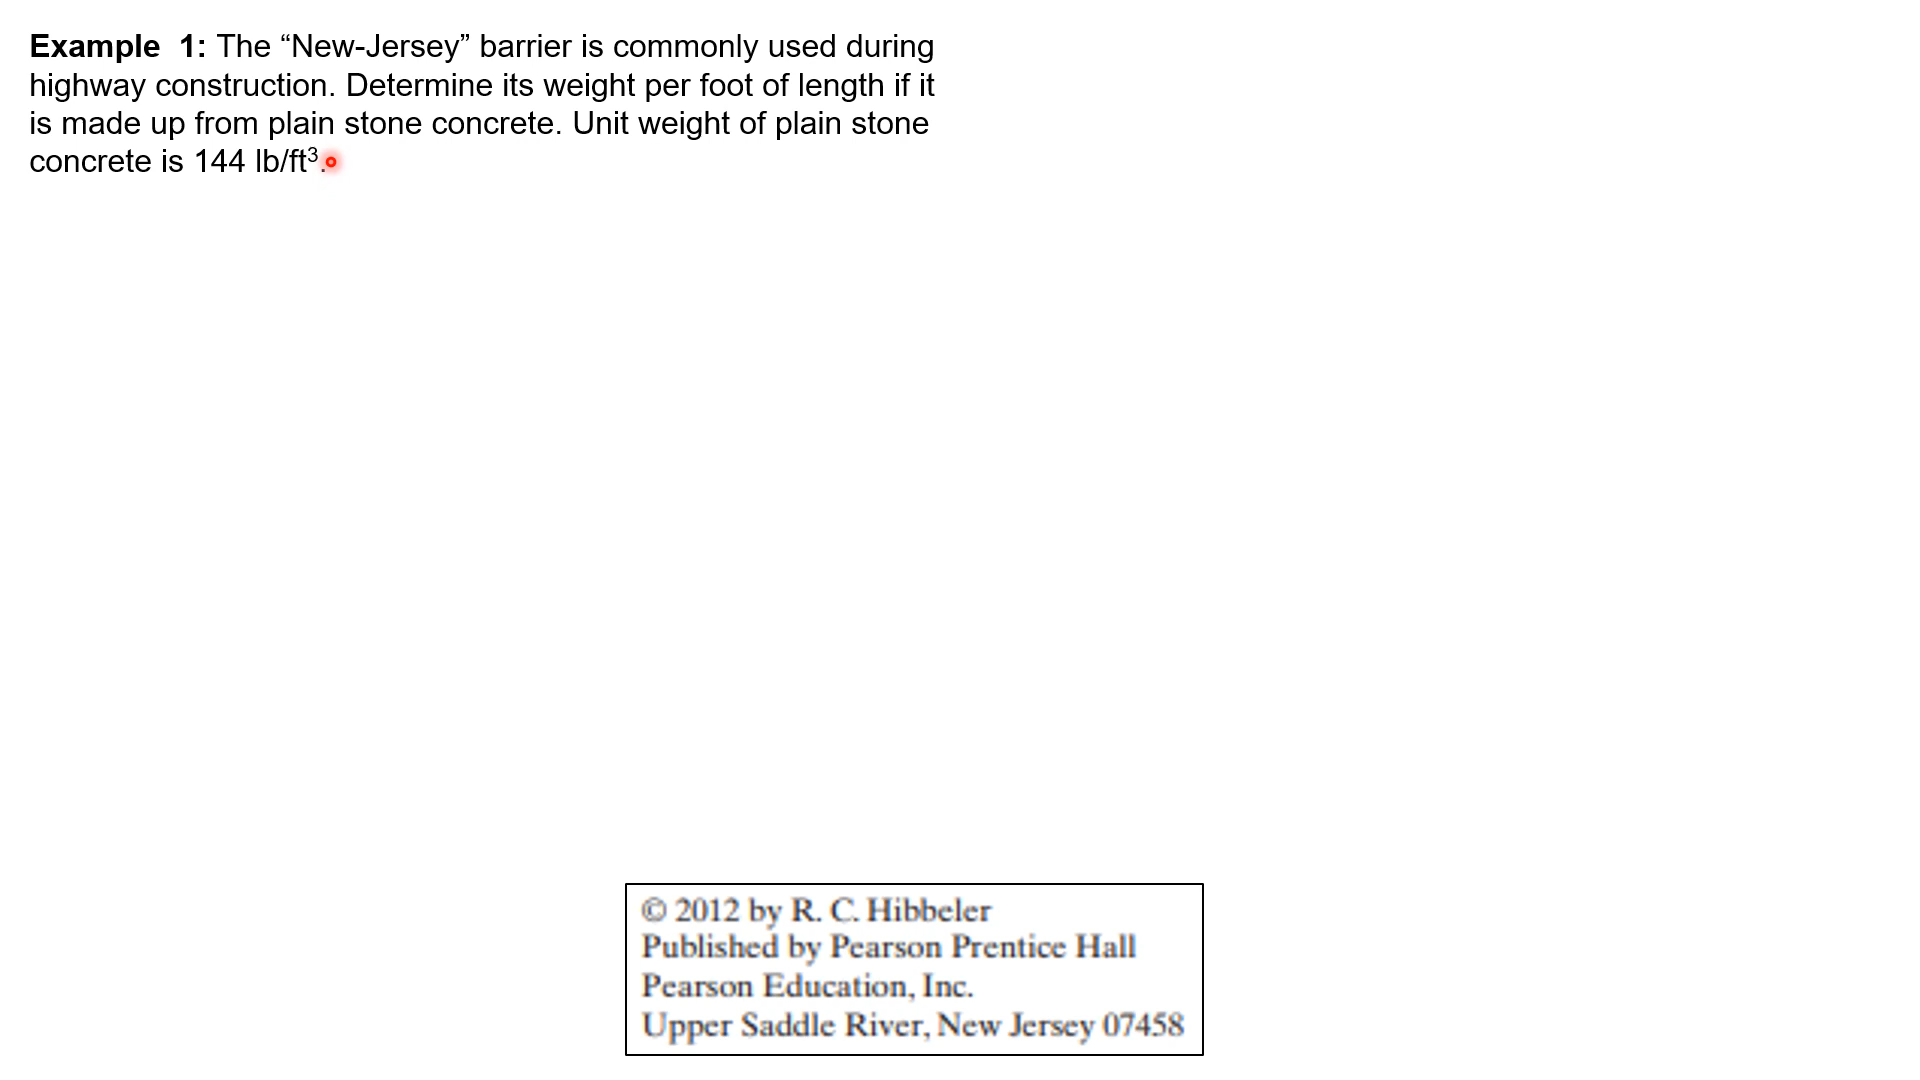 Example 1: The “New-Jersey” barrier is commonly used during
highway construction. Determine its weight per foot of length if it
is made up from plain stone concrete. Unit weight of plain stone
concrete is 144 lb/ft³.
© 2012 by R. C. Hibbeler
Published by Pearson Prentice Hall
Pearson Education, Inc.
Upper Saddle River, New Jersey 07458